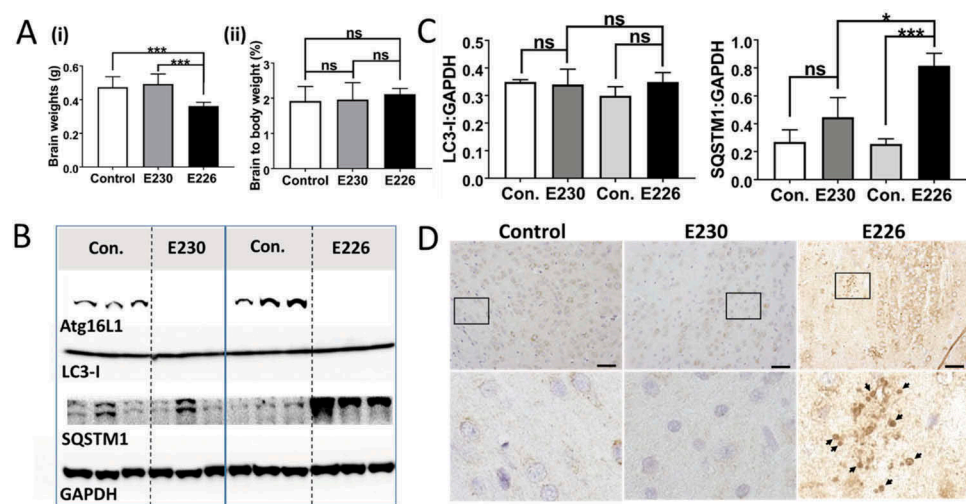 A
(i)
***
***
Brain weights (g)
0.8
0.4
0.0
Control E230 E226
(ii)
ns
ns
ns
Brain to body weight (%)
3
2
1
0
Control E230 E226
C
ns
ns
ns
LC3-I:GAPDH
0.5
0.4
0.3
0.2
0.1
0.0
Con. E230 Con. E226
*
***
ns
SQSTM1:GAPDH
1.0
0.8
0.6
0.4
0.2
0.0
Con. E230 Con. E226
B
Con. E230 Con. E226
Atg16L1
LC3-I
SQSTM1
GAPDH
D
Control E230 E226